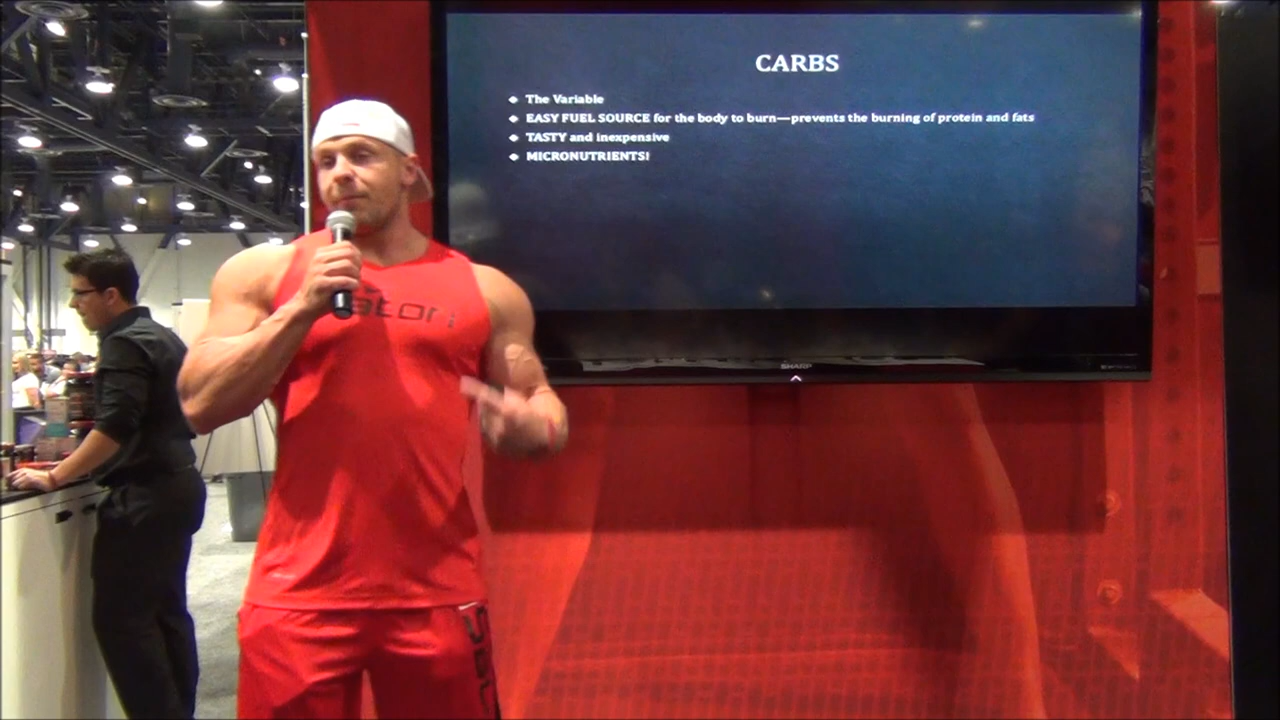 CARBS
The Variable
EASY FUEL SOURCE for the body to burn—prevents the burning of protein and fats
TASTY and inexpensive
MICRONUTRIENTS!
SHARP